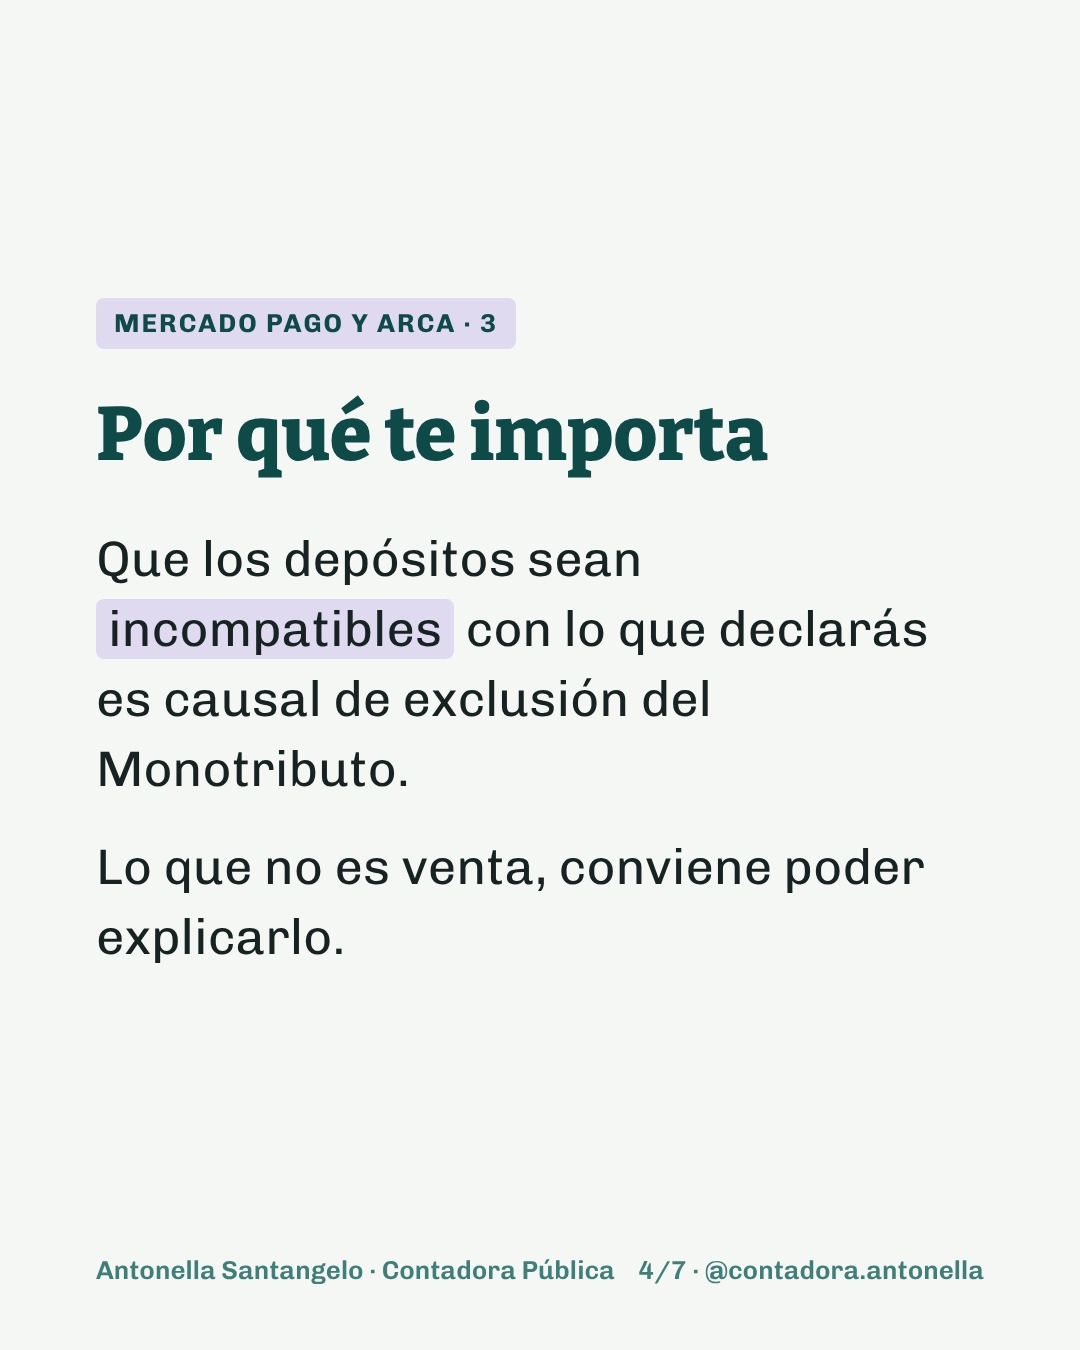 MERCADO PAGO Y ARCA · 3
Por qué te importa
Que los depósitos sean
incompatibles con lo que declarás
es causal de exclusión del
Monotributo.
Lo que no es venta, conviene poder
explicarlo.
Antonella Santangelo · Contadora Pública 4/7 · @contadora.antonella